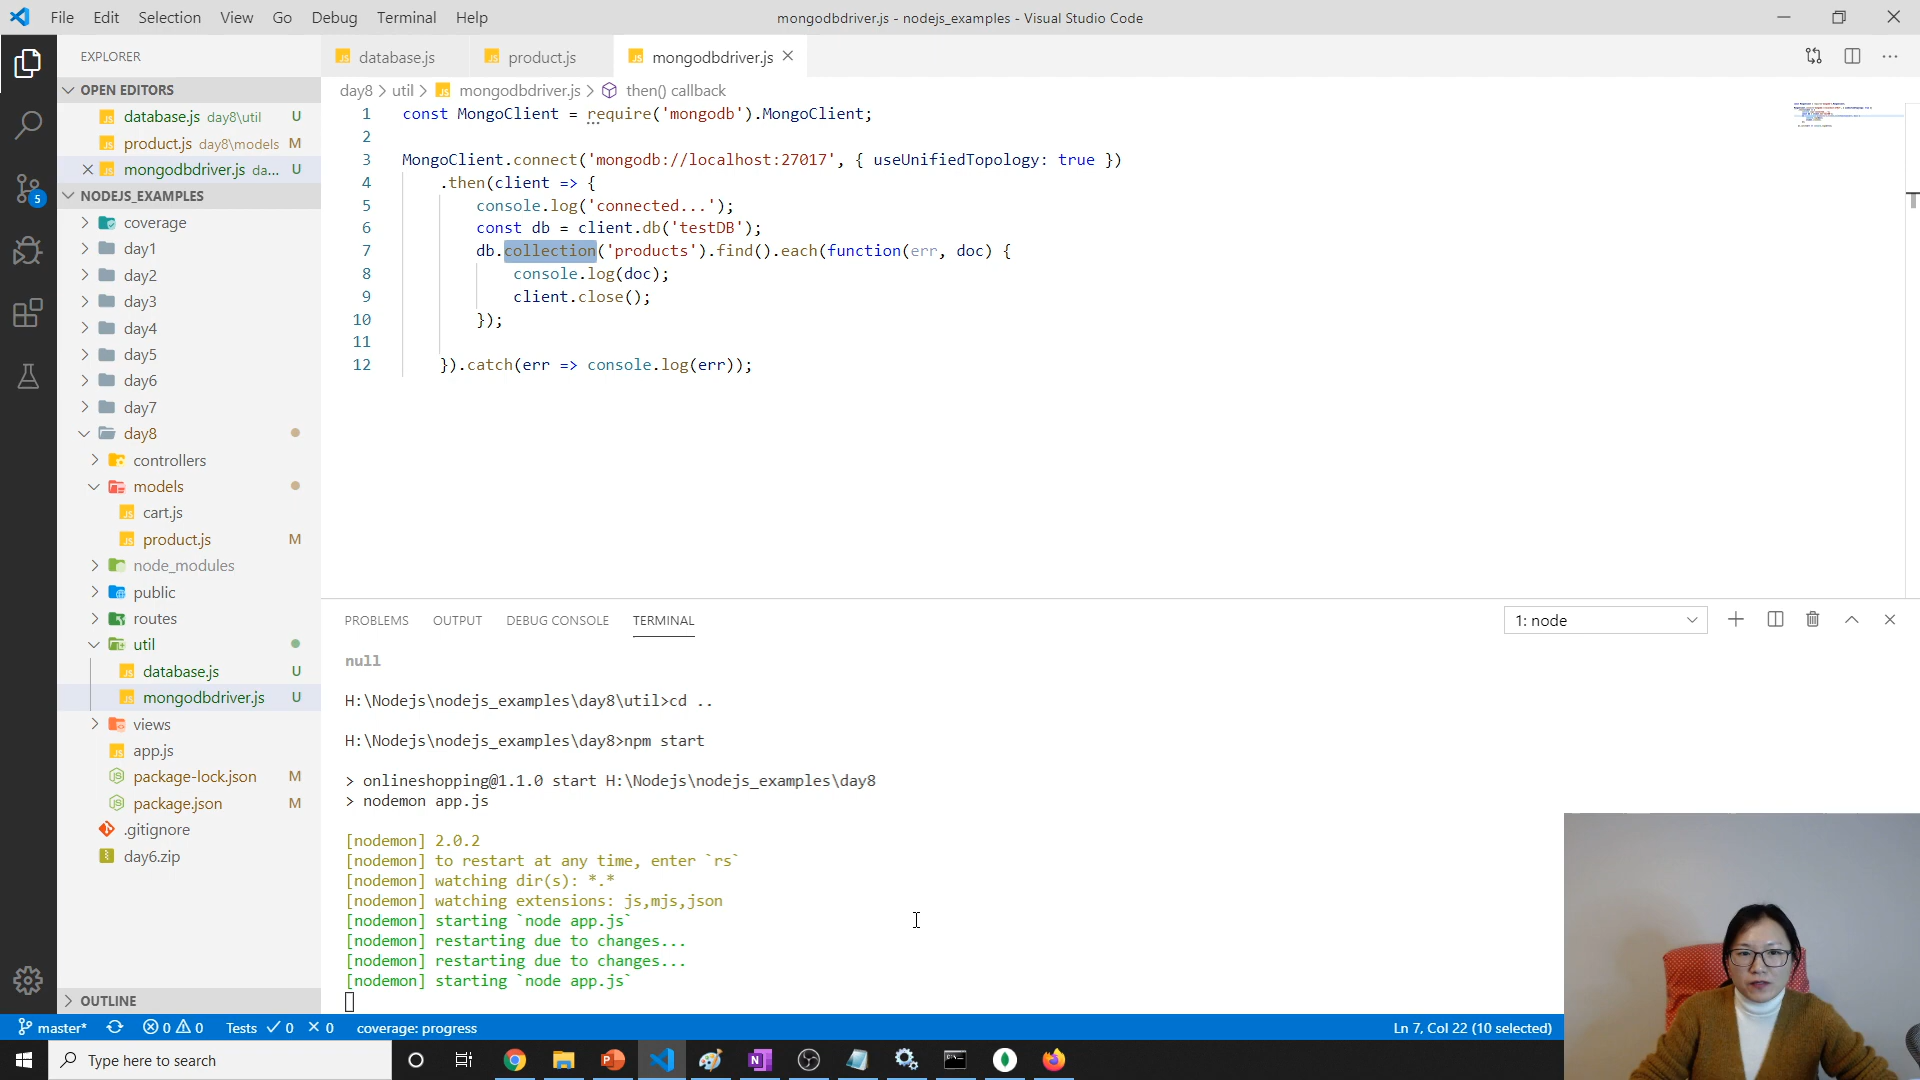 File Edit Selection View Go Debug Terminal Help
mongodbdriver.js - nodejs_examples - Visual Studio Code
EXPLORER
OPEN EDITORS
database.js day8\util U
product.js day8\models M
mongodbdriver.js da... U
NODEJS_EXAMPLES
coverage
day1
day2
day3
day4
day5
day6
day7
day8
controllers
models
cart.js
product.js M
node_modules
public
routes
util
database.js U
mongodbdriver.js U
views
app.js
package-lock.json M
package.json M
.gitignore
day6.zip
OUTLINE
5
database.js product.js mongodbdriver.js
day8 > util > mongodbdriver.js > then() callback
1 const MongoClient = require('mongodb').MongoClient;
2
3 MongoClient.connect('mongodb://localhost:27017', { useUnifiedTopology: true })
4 .then(client => {
5 console.log('connected...');
6 const db = client.db('testDB');
7 db.collection('products').find().each(function(err, doc) {
8 console.log(doc);
9 client.close();
10 });
11
12 }).catch(err => console.log(err));
PROBLEMS OUTPUT DEBUG CONSOLE TERMINAL
1: node
null
H:\Nodejs\nodejs_examples\day8\util>cd ..
H:\Nodejs\nodejs_examples\day8>npm start
> onlineshopping@1.1.0 start H:\Nodejs\nodejs_examples\day8
> nodemon app.js
[nodemon] 2.0.2
[nodemon] to restart at any time, enter `rs`
[nodemon] watching dir(s): *.*
[nodemon] watching extensions: js,mjs,json
[nodemon] starting `node app.js`
[nodemon] restarting due to changes...
[nodemon] restarting due to changes...
[nodemon] starting `node app.js`
master* 0 0 Tests 0 0 coverage: progress
Ln 7, Col 22 (10 selected)
Type here to search